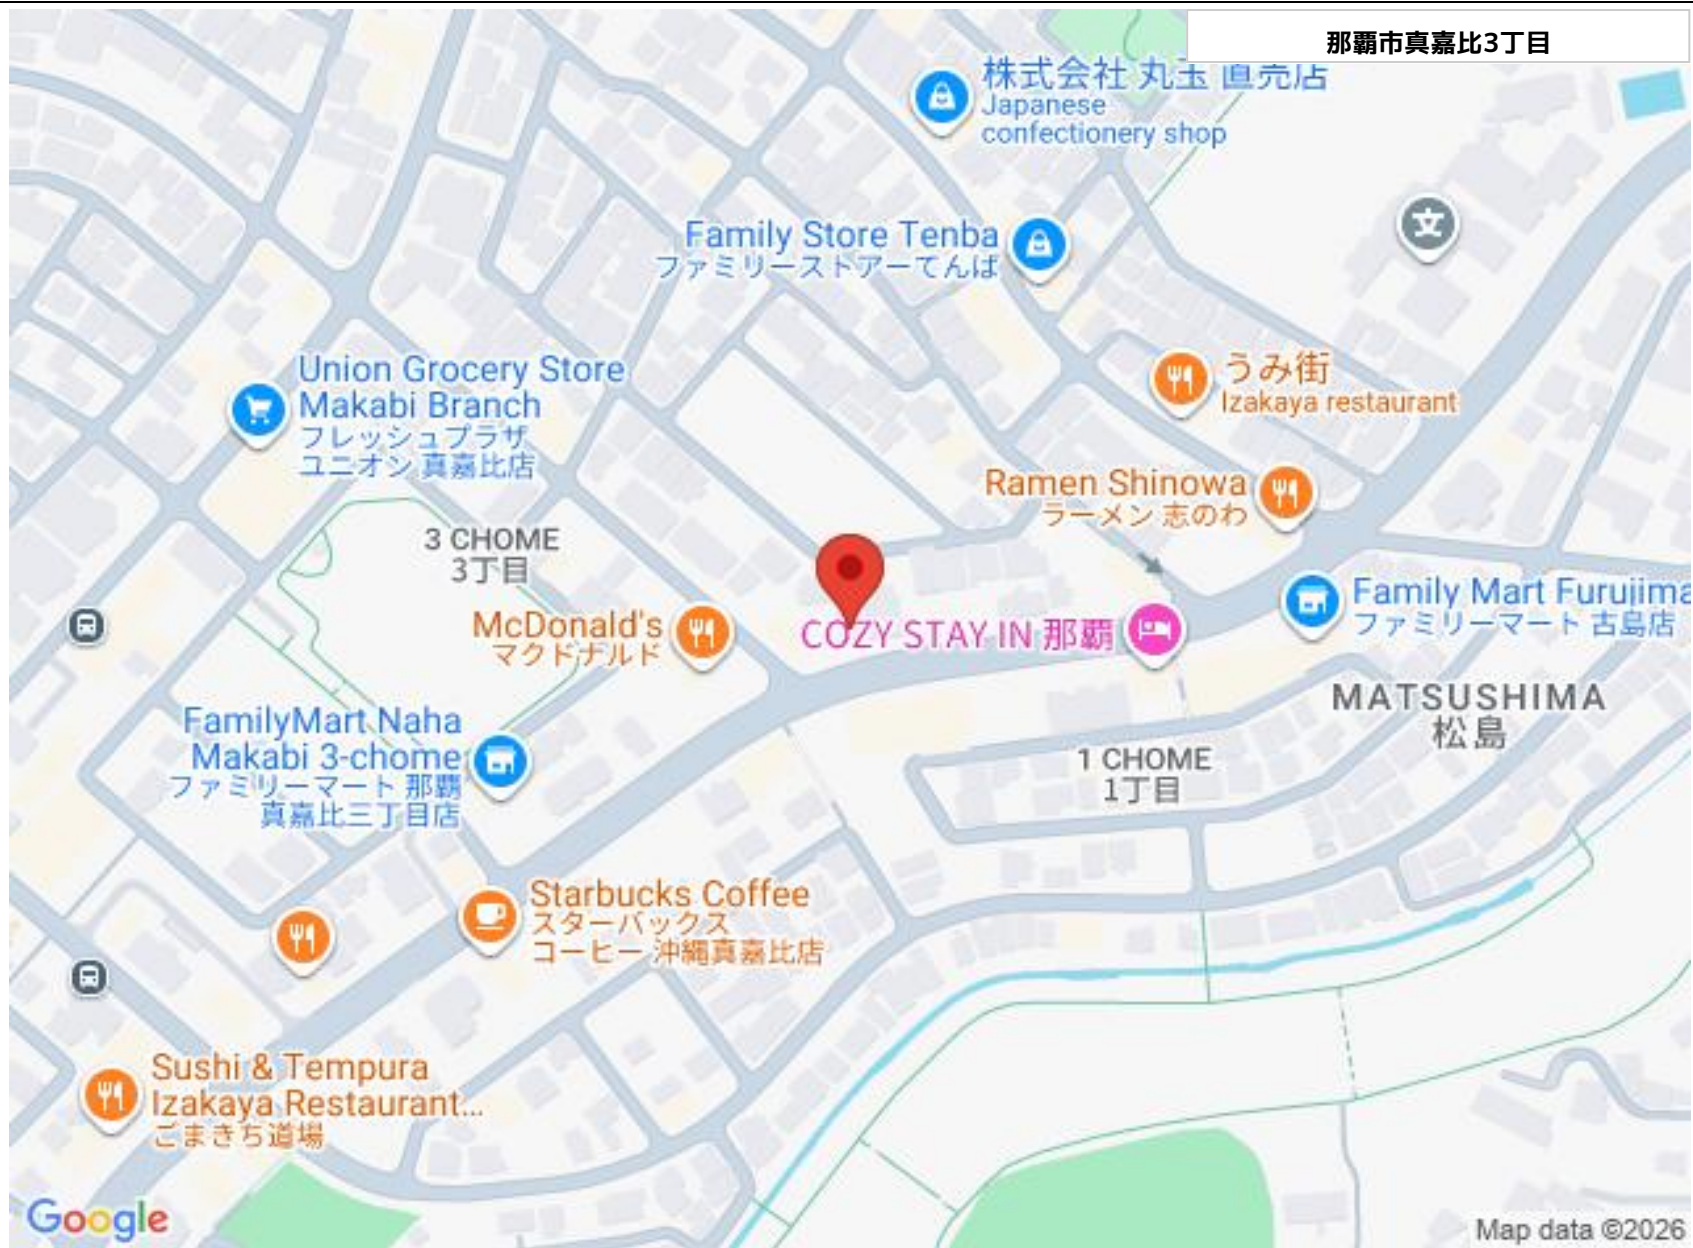 那覇市真嘉比3丁目
株式会社 丸玉 直売店
Japanese
confectionery shop
文
Family Store Tenba
ファミリーストアーてんば
うみ街
Izakaya restaurant
Union Grocery Store
Makabi Branch
フレッシュプラザ
ユニオン 真嘉比店
Ramen Shinowa
ラーメン 志のわ
3 CHOME
3丁目
Family Mart Furujima
ファミリーマート 古島店
McDonald's
マクドナルド
COZY STAY IN 那覇
MATSUSHIMA
松島
FamilyMart Naha
Makabi 3-chome
ファミリーマート 那覇
真嘉比三丁目店
1 CHOME
1丁目
Starbucks Coffee
スターバックス
コーヒー 沖縄真嘉比店
Sushi & Tempura
Izakaya Restaurant...
ごまきち道場
Google
Map data ©2026